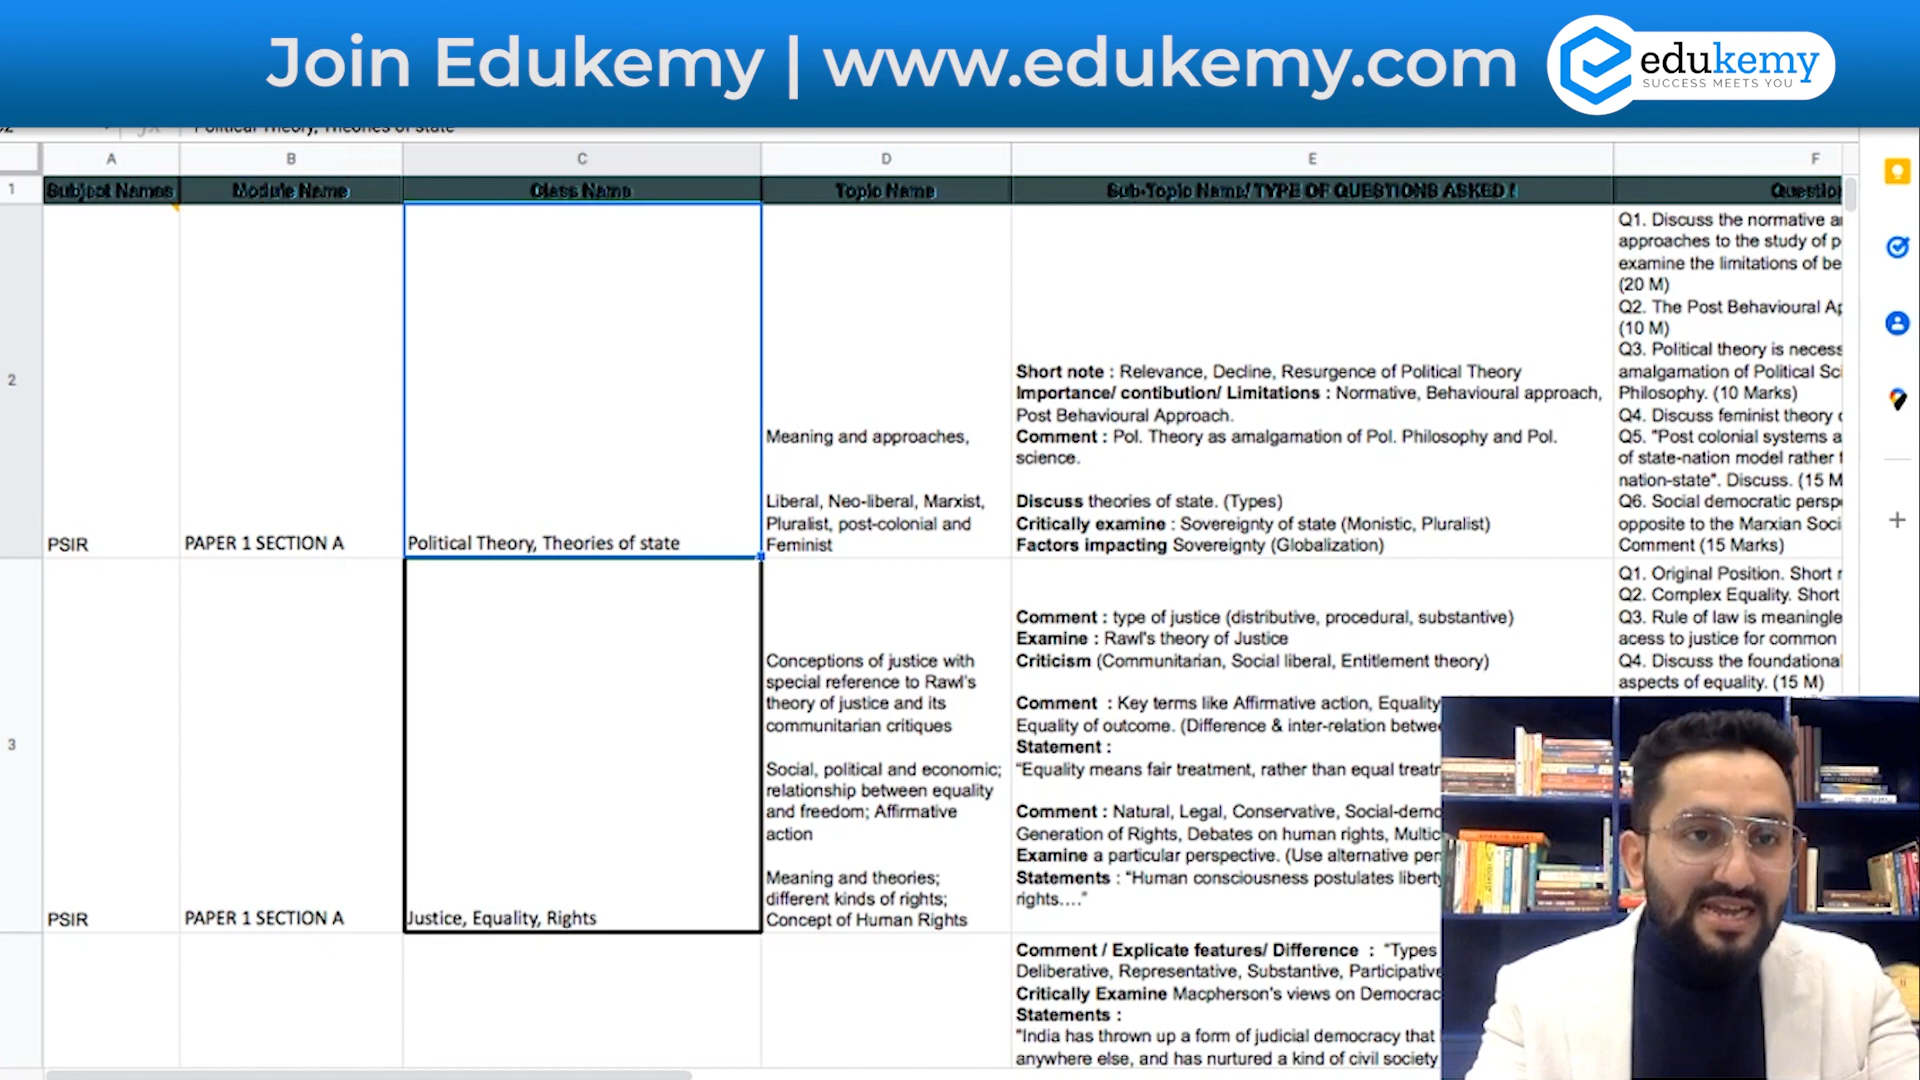 Join Edukemy | www.edukemy.com
edukemy
SUCCESS MEETS YOU
Political Theory, Theories of state
A B C D E F
1 Subject Names Module Name Class Name Topic Name Sub-Topic Name/ TYPE OF QUESTIONS ASKED !
2
PSIR
PAPER 1 SECTION A
Political Theory, Theories of state
Meaning and approaches,
Liberal, Neo-liberal, Marxist,
Pluralist, post-colonial and
Feminist
Short note : Relevance, Decline, Resurgence of Political Theory
Importance/ contibution/ Limitations : Normative, Behavioural approach,
Post Behavioural Approach.
Comment : Pol. Theory as amalgamation of Pol. Philosophy and Pol.
science.
Discuss theories of state. (Types)
Critically examine : Sovereignty of state (Monistic, Pluralist)
Factors impacting Sovereignty (Globalization)
Q1. Discuss the normative
approaches to the study of
examine the limitations of
(20 M)
Q2. The Post Behavioural
(10 M)
Q3. Political theory is
amalgamation of Political
Philosophy. (10 Marks)
Q4. Discuss feminist theory
Q5. "Post colonial systems
of state-nation model rather
nation-state". Discuss. (15 M
Q6. Social democratic
opposite to the Marxian
Comment (15 Marks)
3
PSIR
PAPER 1 SECTION A
Justice, Equality, Rights
Conceptions of justice with
special reference to Rawl's
theory of justice and its
communitarian critiques
Social, political and economic;
relationship between equality
and freedom; Affirmative
action
Meaning and theories;
different kinds of rights;
Concept of Human Rights
Comment : type of justice (distributive, procedural, substantive)
Examine : Rawl's theory of Justice
Criticism (Communitarian, Social liberal, Entitlement theory)
Comment : Key terms like Affirmative action, Equality
Equality of outcome. (Difference & inter-relation
Statement :
"Equality means fair treatment, rather than equal
Comment : Natural, Legal, Conservative,
Generation of Rights, Debates on human rights,
Examine a particular perspective. (Use alternative
Statements : "Human consciousness postulates
rights...."
Q1. Original Position. Short
Q2. Complex Equality. Short
Q3. Rule of law is
acess to justice for common
Q4. Discuss the
aspects of equality. (15 M)
Comment / Explicate features/ Difference : "Types
Deliberative, Representative, Substantive,
Critically Examine Macpherson's views on
Statements :
"India has thrown up a form of judicial democracy that
anywhere else, and has nurtured a kind of civil society